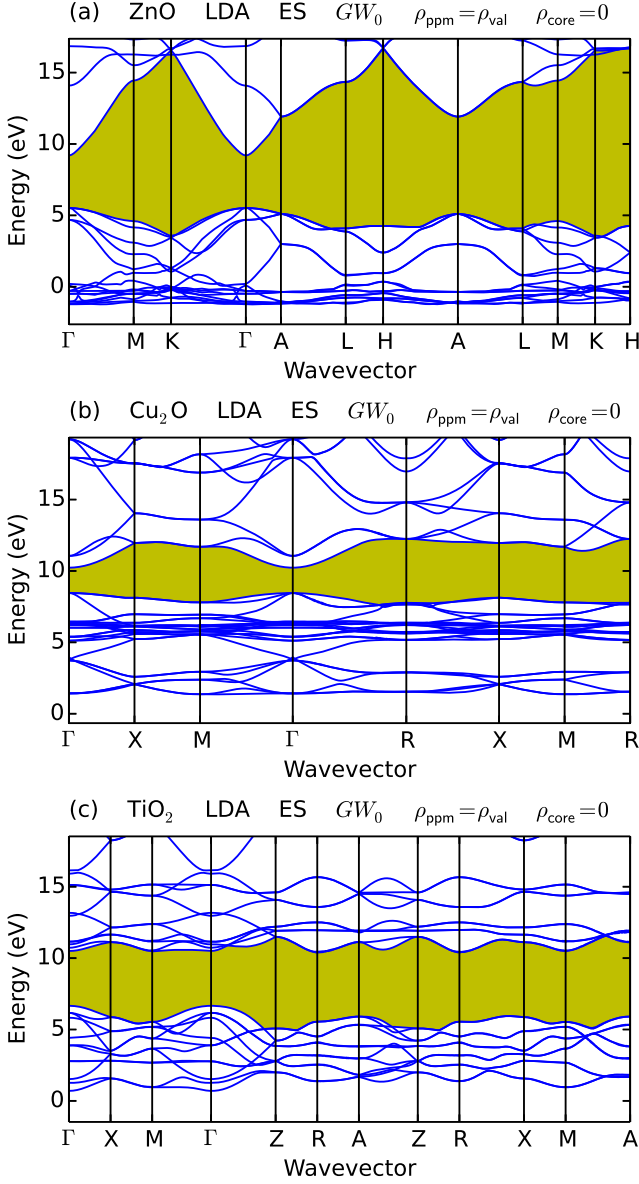 (a) ZnO LDA ES GW₀ ρppm=ρval ρcore=0
15
10
5
0
Energy (eV)
Γ M K Γ A L H A L M K H
Wavevector
(b) Cu₂O LDA ES GW₀ ρppm=ρval ρcore=0
15
10
5
0
Energy (eV)
Γ X M Γ R X M R
Wavevector
(c) TiO₂ LDA ES GW₀ ρppm=ρval ρcore=0
15
10
5
0
Energy (eV)
Γ X M Γ Z R A Z R X M A
Wavevector